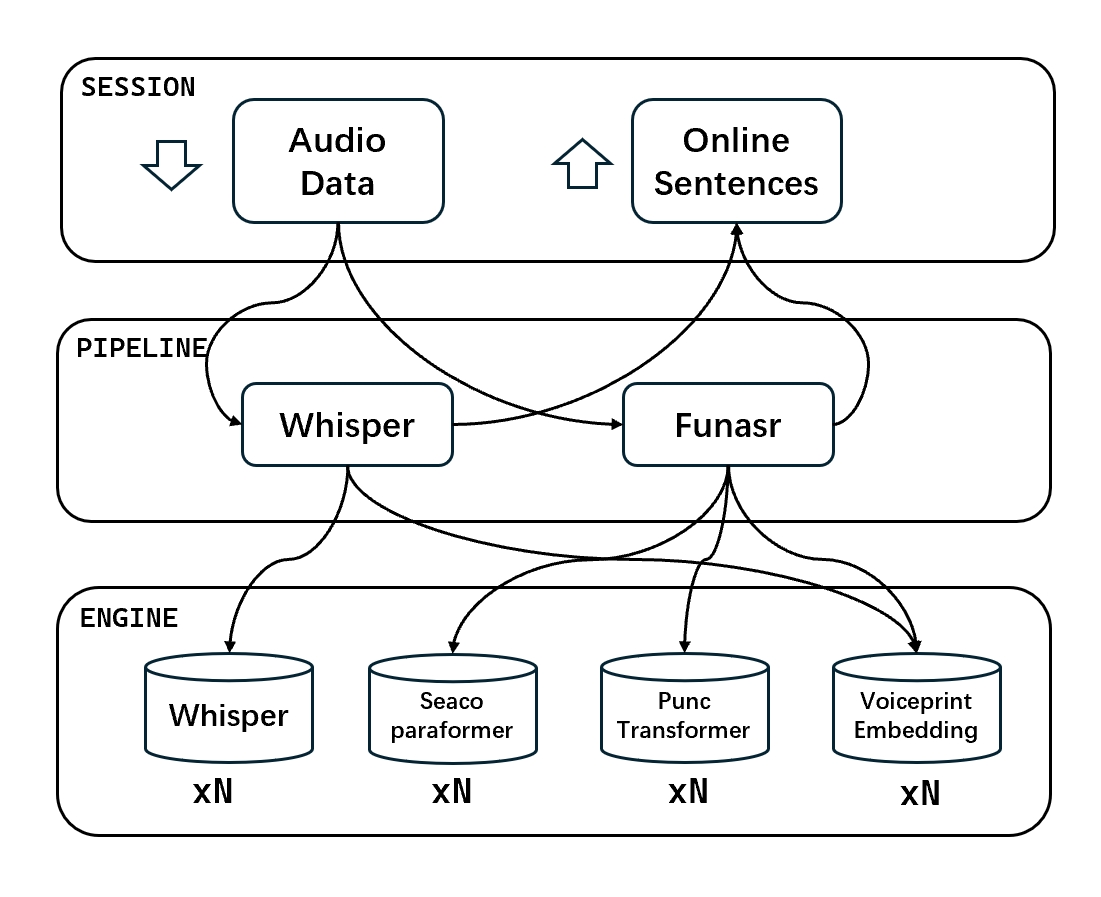 SESSION
Audio
Data
Online
Sentences
PIPELINE
Whisper
Funasr
ENGINE
Whisper
Seaco
paraformer
Punc
Transformer
Voiceprint
Embedding
xN
xN
xN
xN